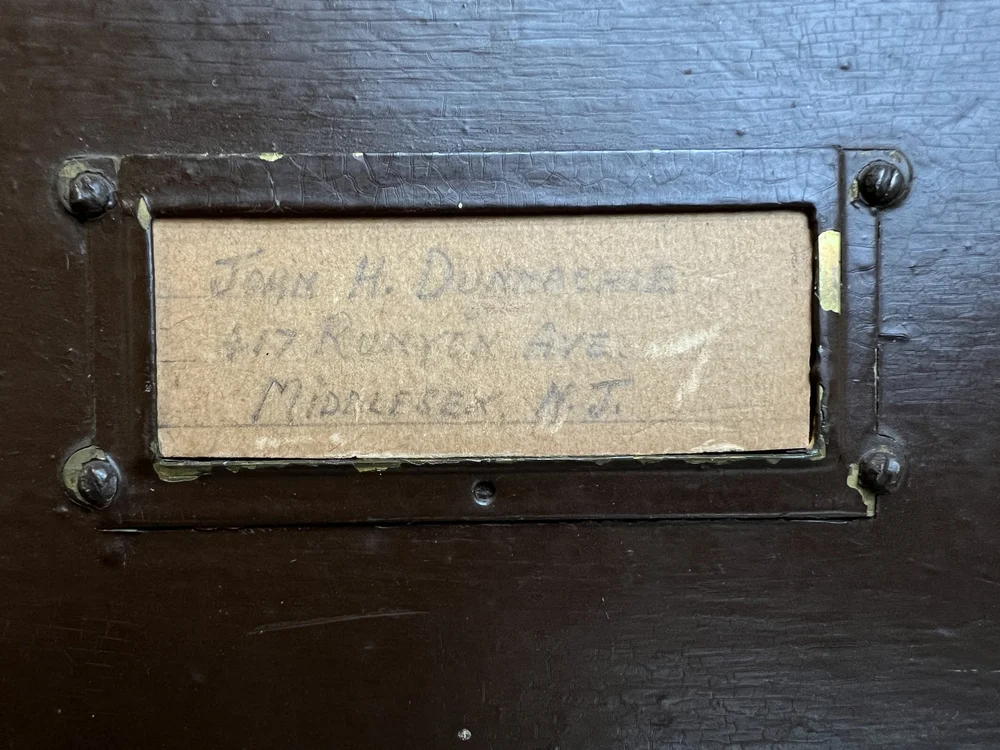 John H. Dunnachie
417 Runyon Ave.
Middlesex, N.J.